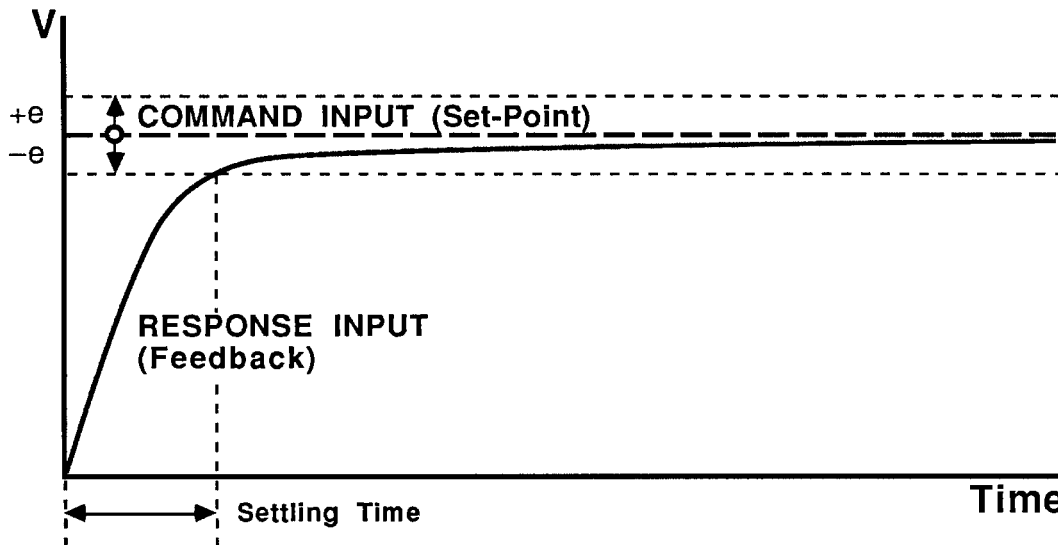 V
+e
COMMAND INPUT (Set-Point)
–e
RESPONSE INPUT
(Feedback)
Time
Settling Time